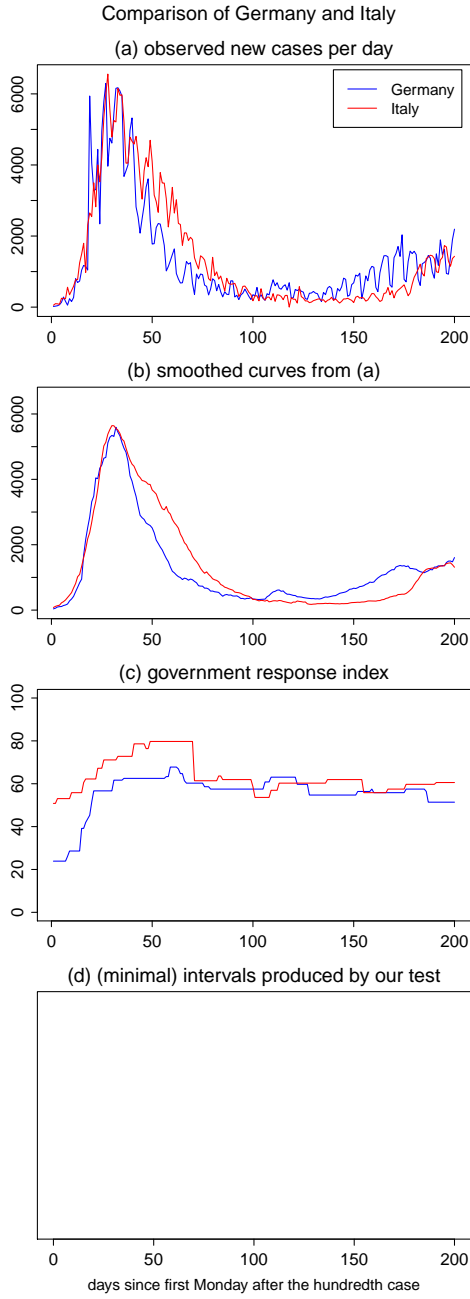 Comparison of Germany and Italy
(a) observed new cases per day
Germany
Italy
0 2000 4000 6000
0 50 100 150 200
(b) smoothed curves from (a)
0 2000 4000 6000
0 50 100 150 200
(c) government response index
0 20 40 60 80 100
0 50 100 150 200
(d) (minimal) intervals produced by our test
0 50 100 150 200
days since first Monday after the hundredth case